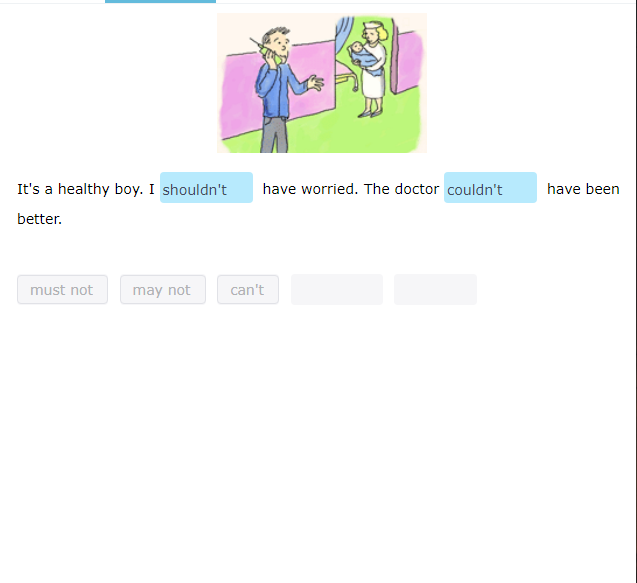 It's a healthy boy. I shouldn't have worried. The doctor couldn't have been
better.
must not may not can't